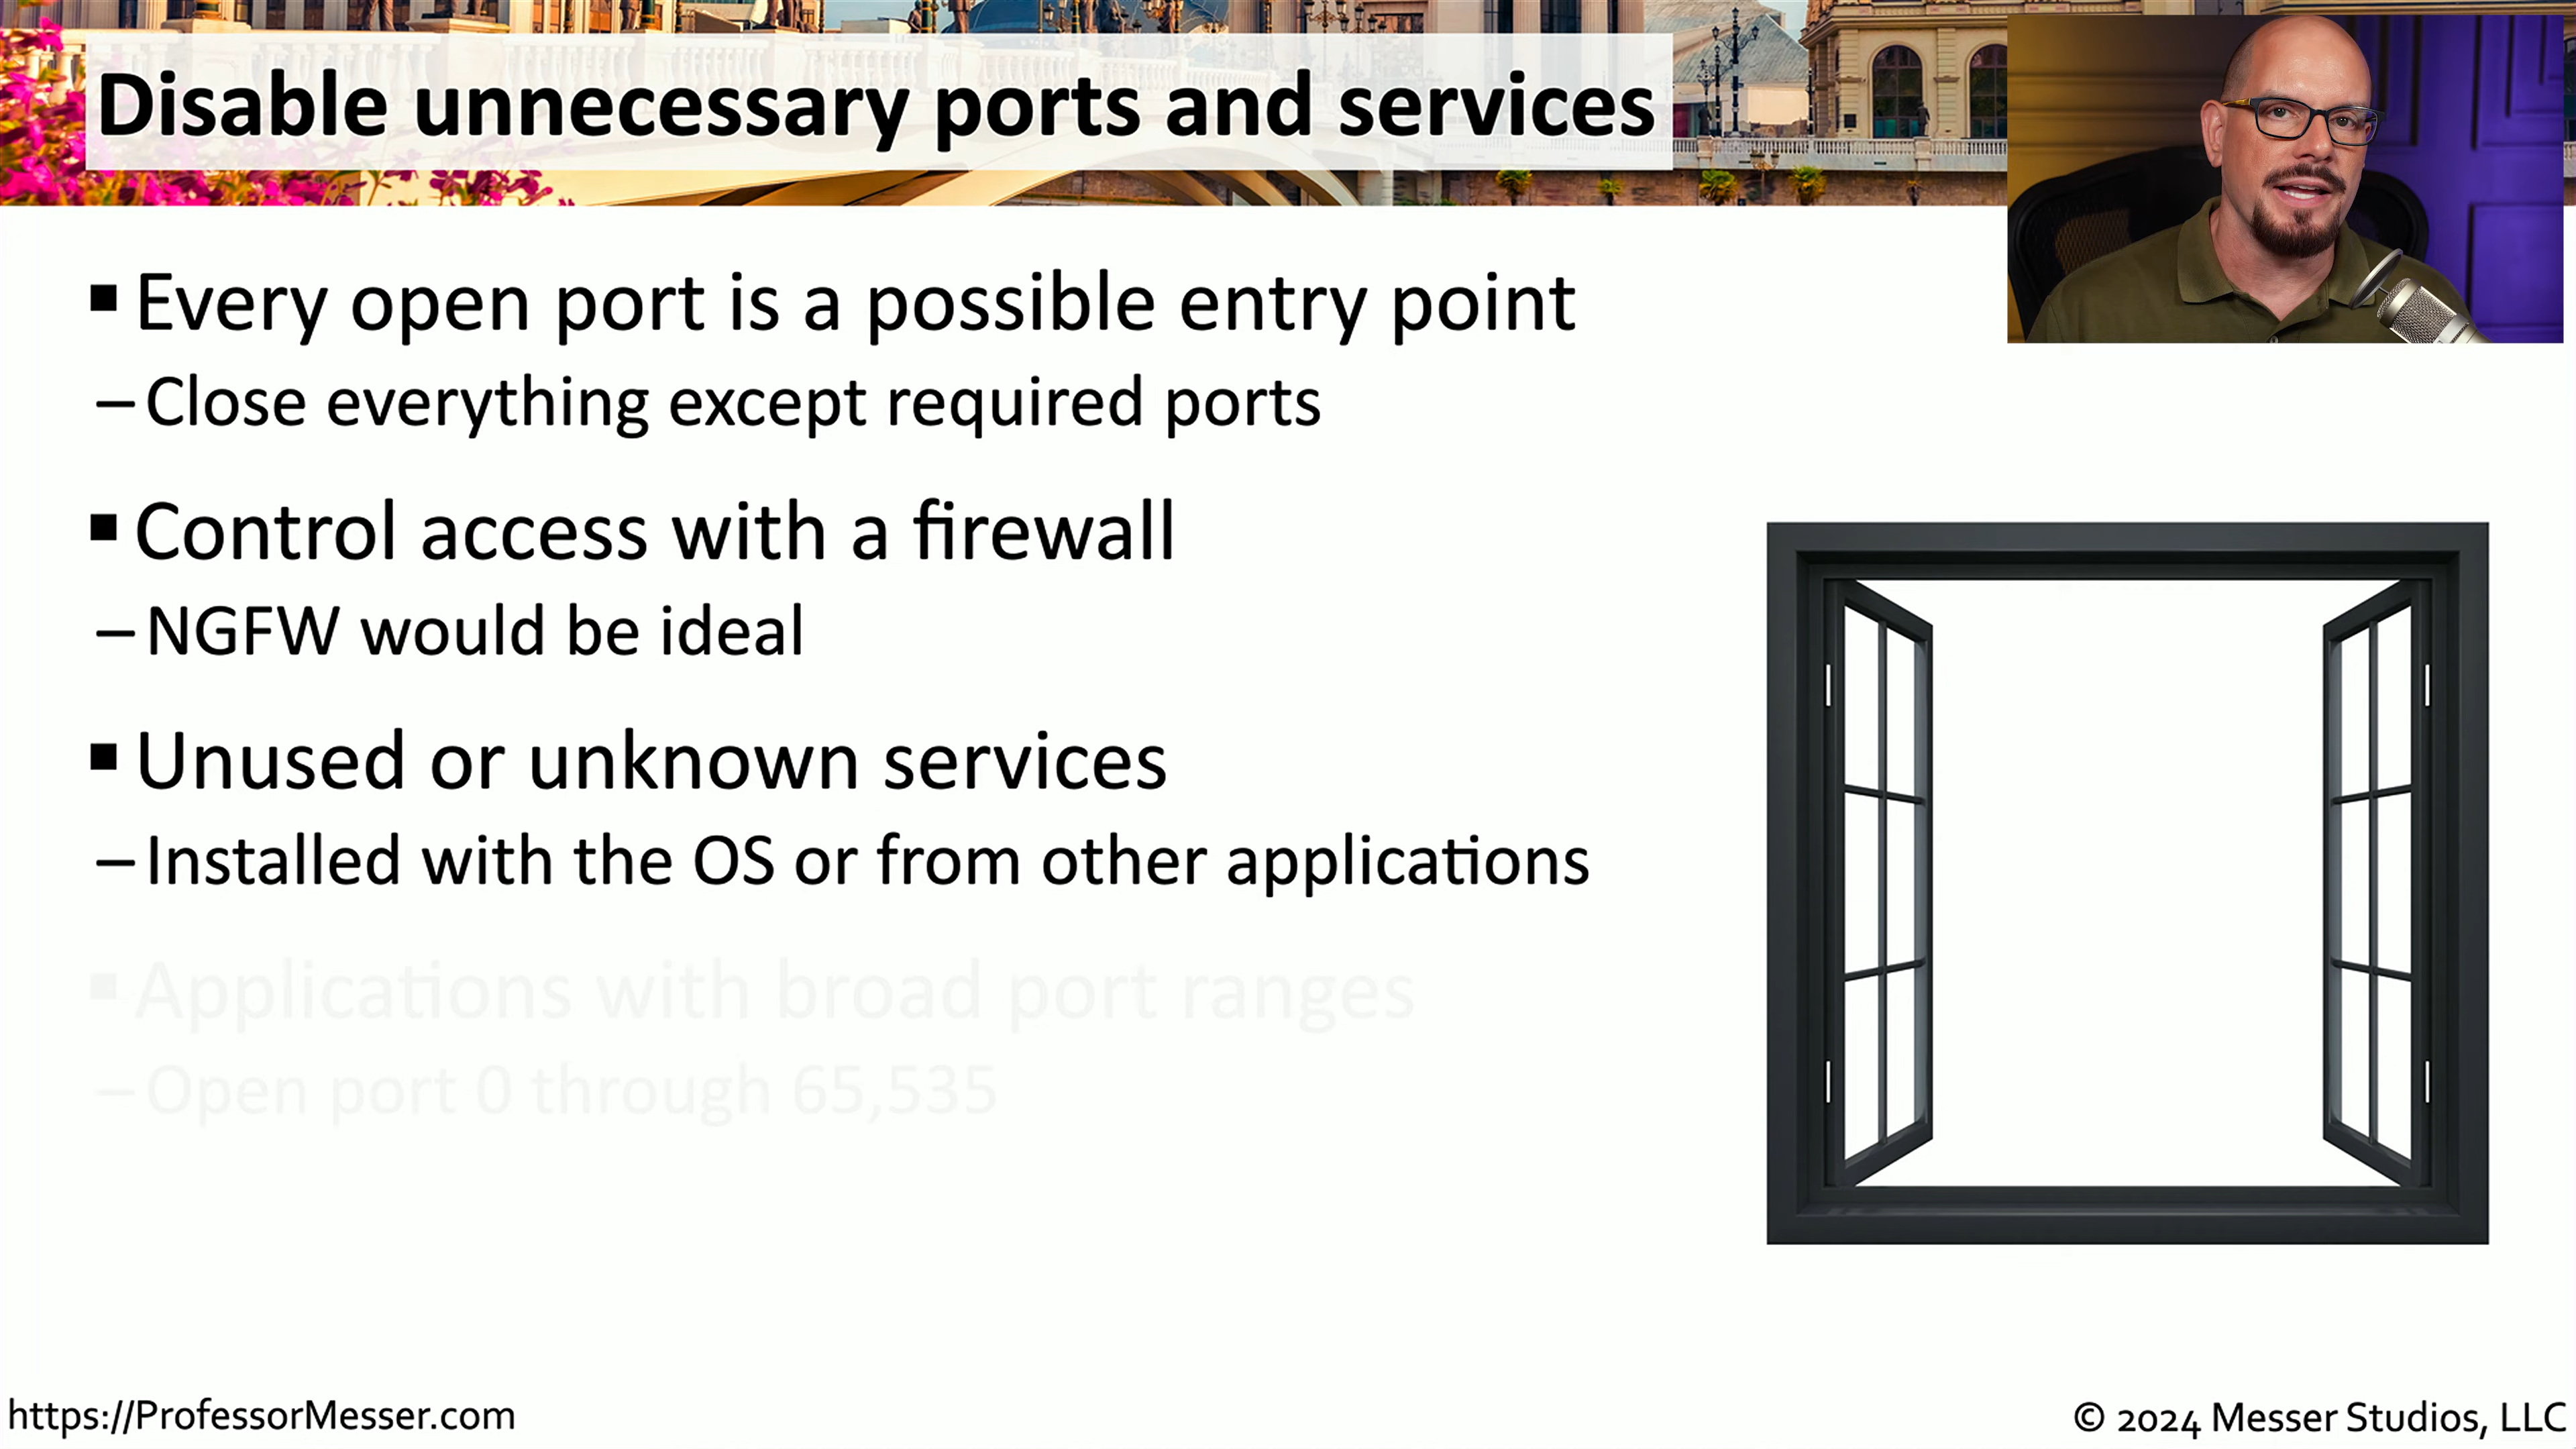 Disable unnecessary ports and services
▪ Every open port is a possible entry point
– Close everything except required ports
▪ Control access with a firewall
– NGFW would be ideal
▪ Unused or unknown services
– Installed with the OS or from other applications
▪ Applications with broad port ranges
– Open port 0 through 65,535
https://ProfessorMesser.com
© 2024 Messer Studios, LLC